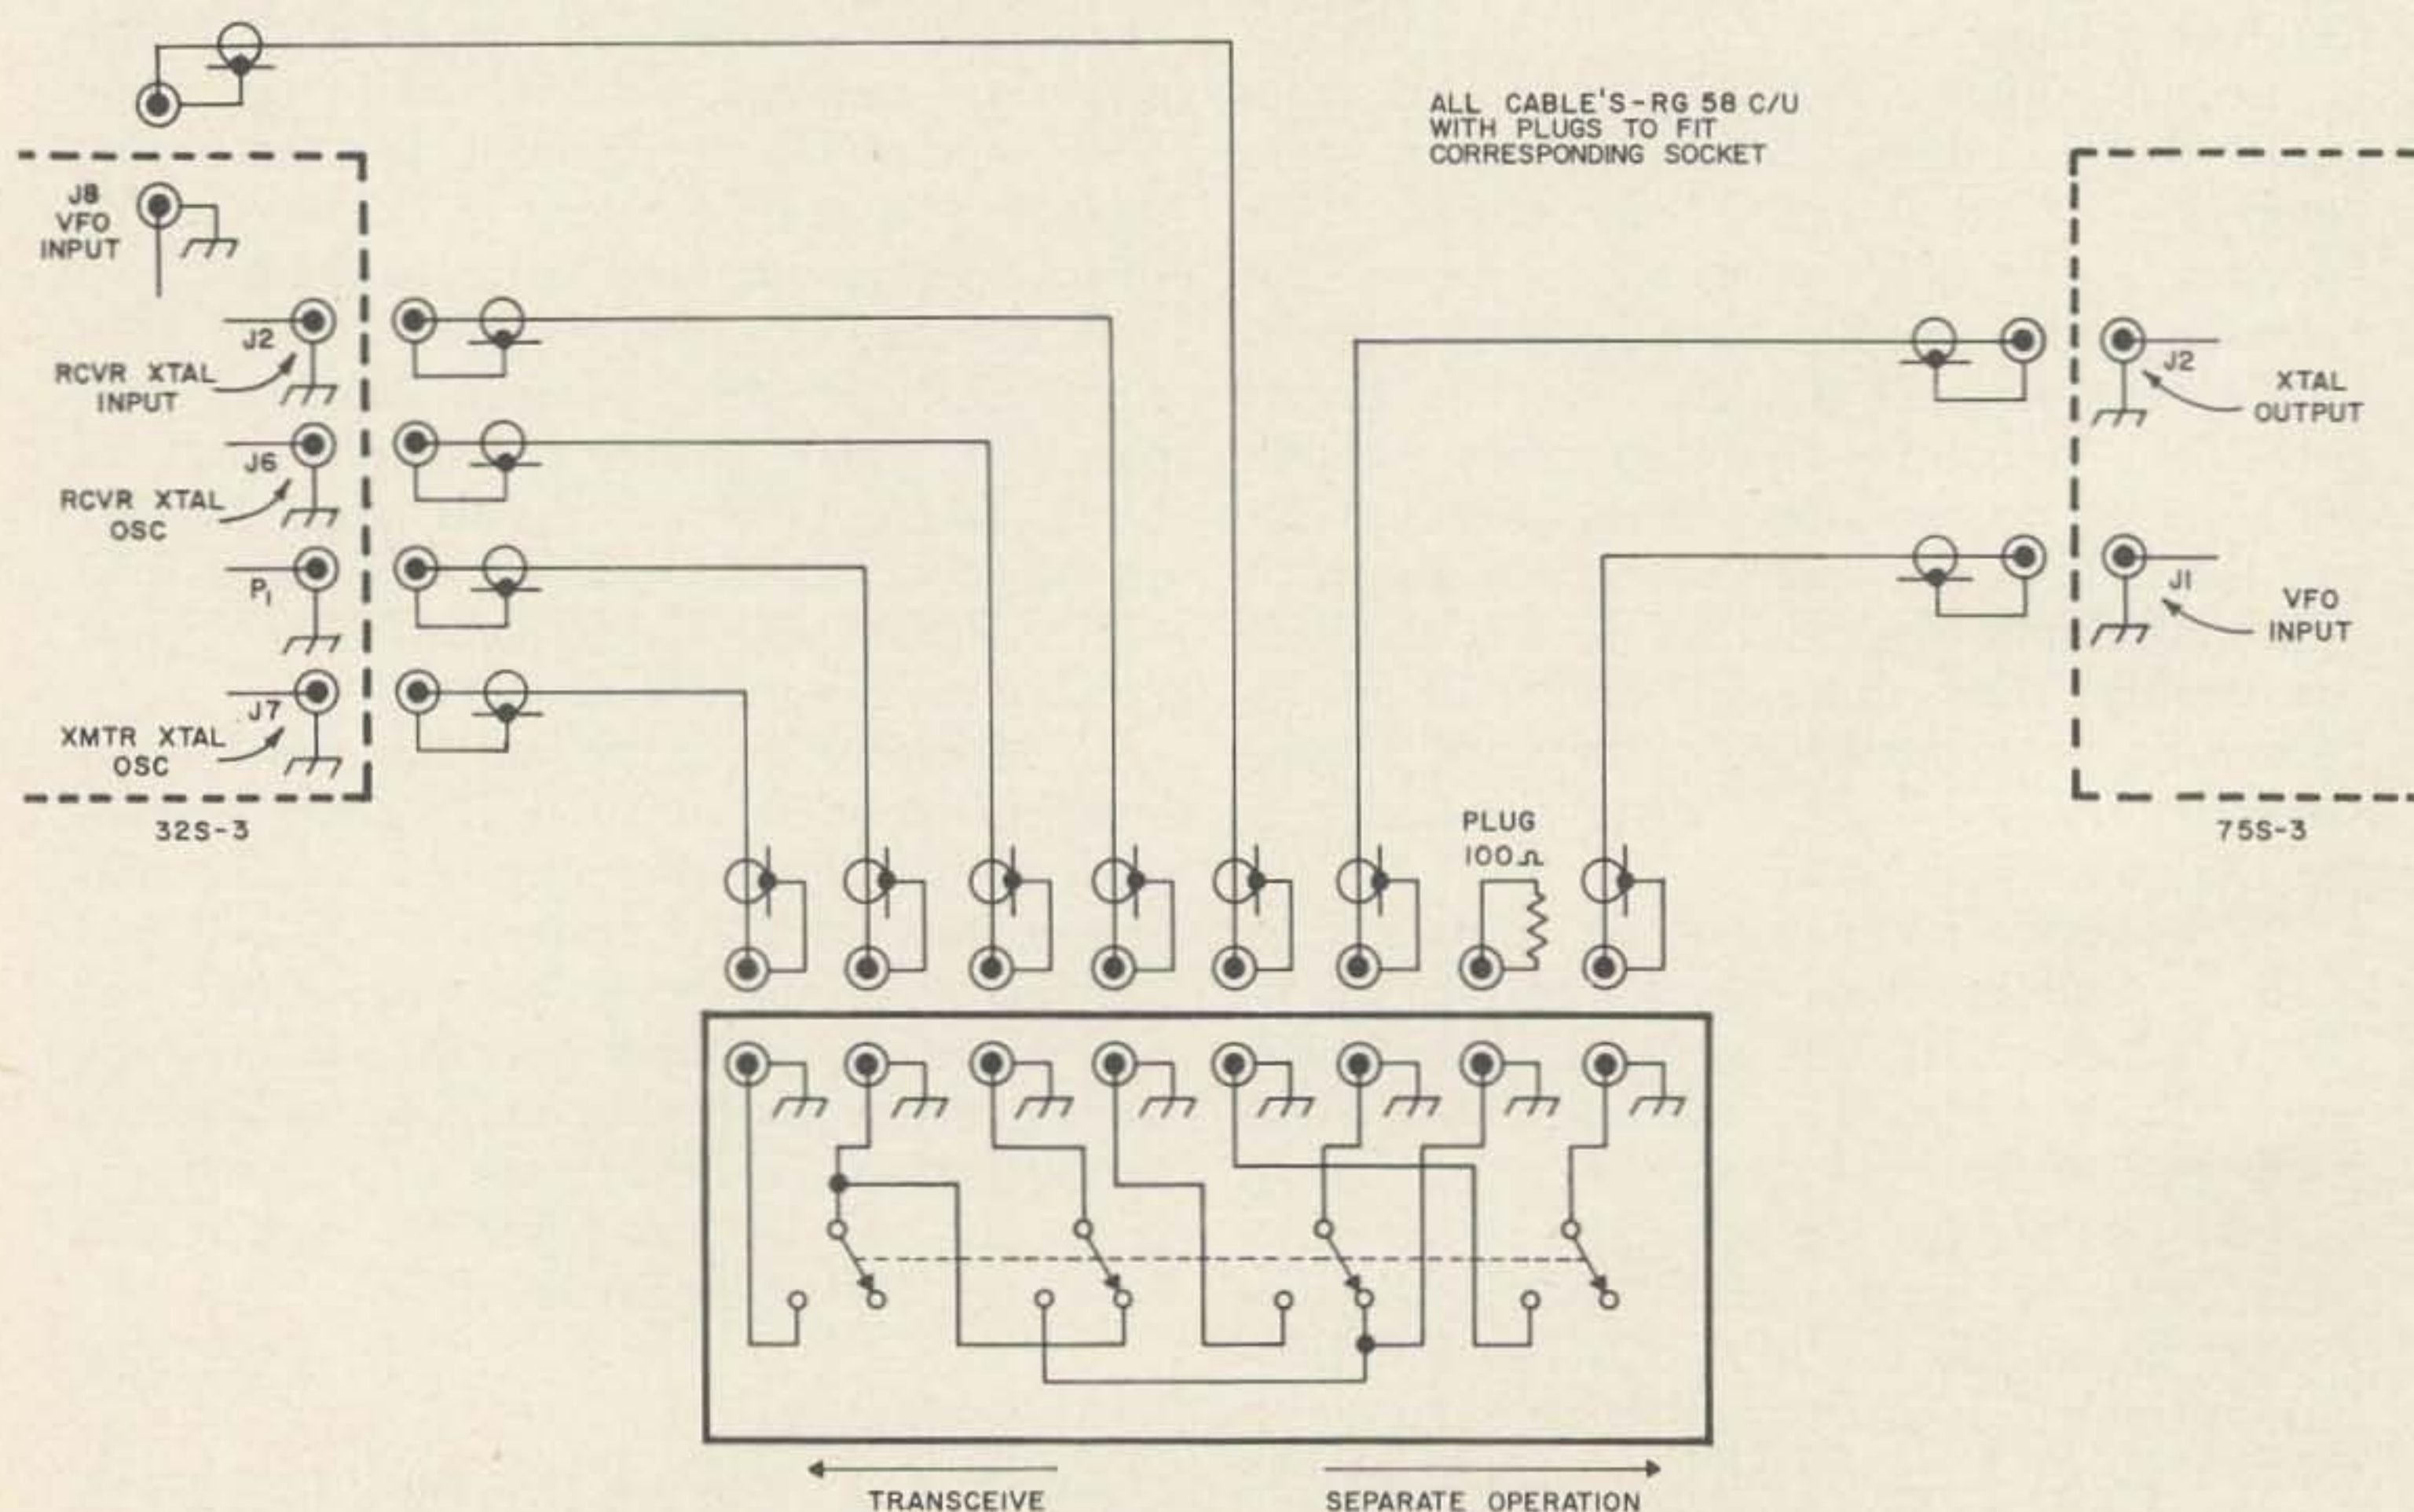 ALL CABLE'S-RG 58 C/U
WITH PLUGS TO FIT
CORRESPONDING SOCKET
J8
VFO
INPUT
J2
RCVR XTAL
INPUT
J6
RCVR XTAL
OSC
P1
J7
XMTR XTAL
OSC
32S-3
J2
XTAL
OUTPUT
J1
VFO
INPUT
75S-3
PLUG
100Ω
TRANSCEIVE
SEPARATE OPERATION